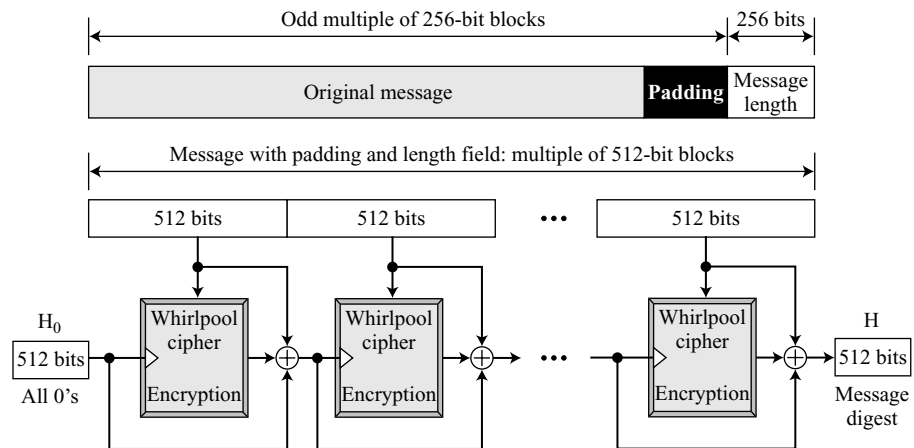 Odd multiple of 256-bit blocks
256 bits
Original message
Padding
Message
length
Message with padding and length field: multiple of 512-bit blocks
512 bits
512 bits
•••
512 bits
H0
512 bits
All 0's
Whirlpool
cipher
Encryption
Whirlpool
cipher
Encryption
•••
Whirlpool
cipher
Encryption
H
512 bits
Message
digest